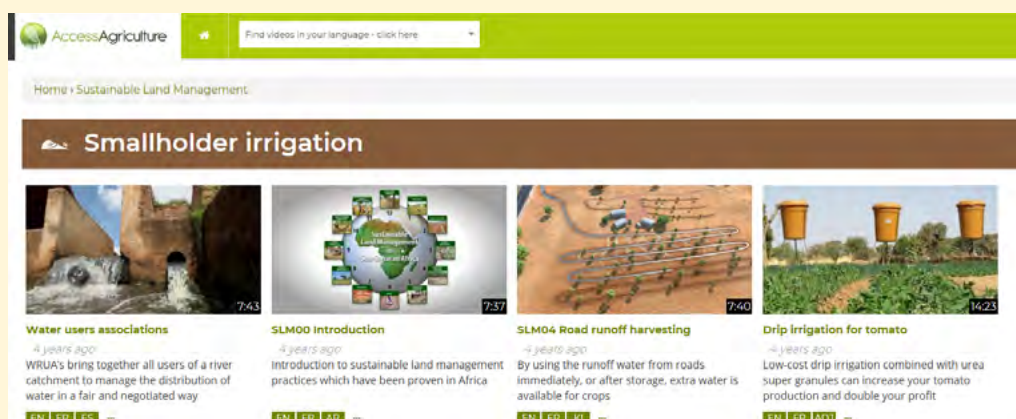 AccessAgriculture
Find videos in your language - click here
Home › Sustainable Land Management
Smallholder irrigation
7:43
7:37
7:40
14:23
Sustainable
Land Management
Water users associations
4 years ago
WRUA's bring together all users of a river
catchment to manage the distribution of
water in a fair and negotiated way
EN FR ES
SLM00 Introduction
4 years ago
Introduction to sustainable land management
practices which have been proven in Africa
EN FR AR
SLM04 Road runoff harvesting
4 years ago
By using the runoff water from roads
immediately, or after storage, extra water is
available for crops
EN FR KI
Drip irrigation for tomato
4 years ago
Low-cost drip irrigation combined with urea
super granules can increase your tomato
production and double your profit
EN FR ADJ